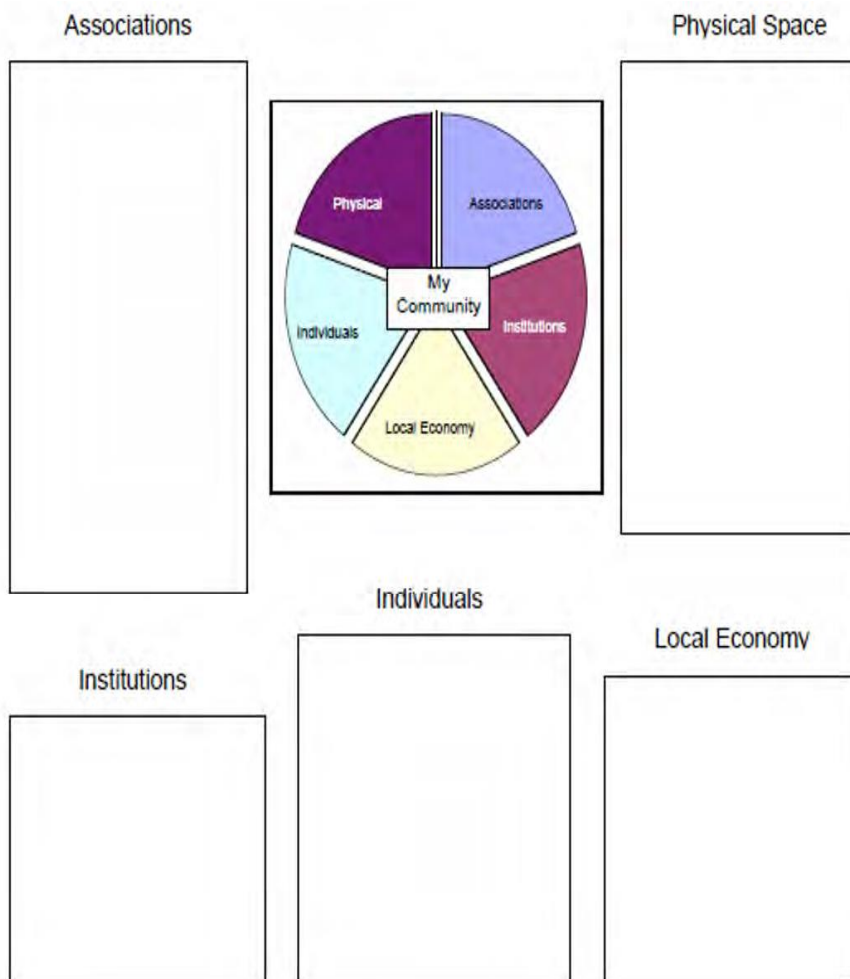 Associations
Physical Space
Physical
Associations
My
Community
Individuals
Institutions
Local Economy
Individuals
Local Economy
Institutions